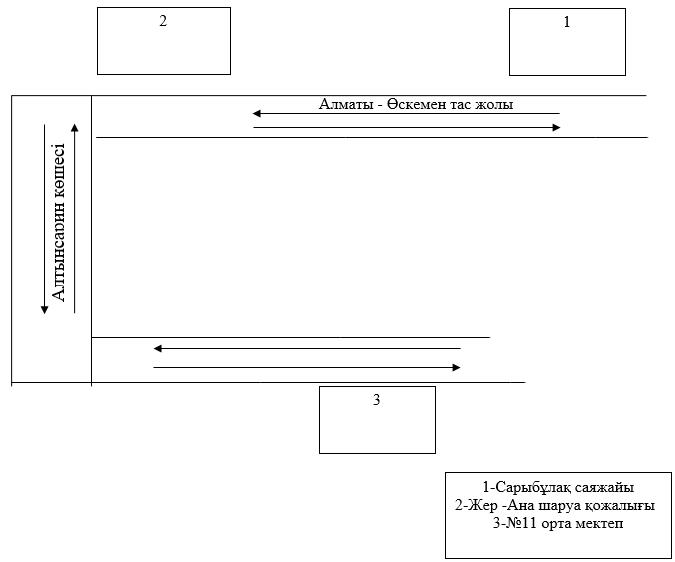 2
1
Алматы - Өскемен тас жолы
Алтынсарин көшесі
3
1-Сарыбұлақ саяжайы
2-Жер -Ана шаруа қожалығы
3-№11 орта мектеп